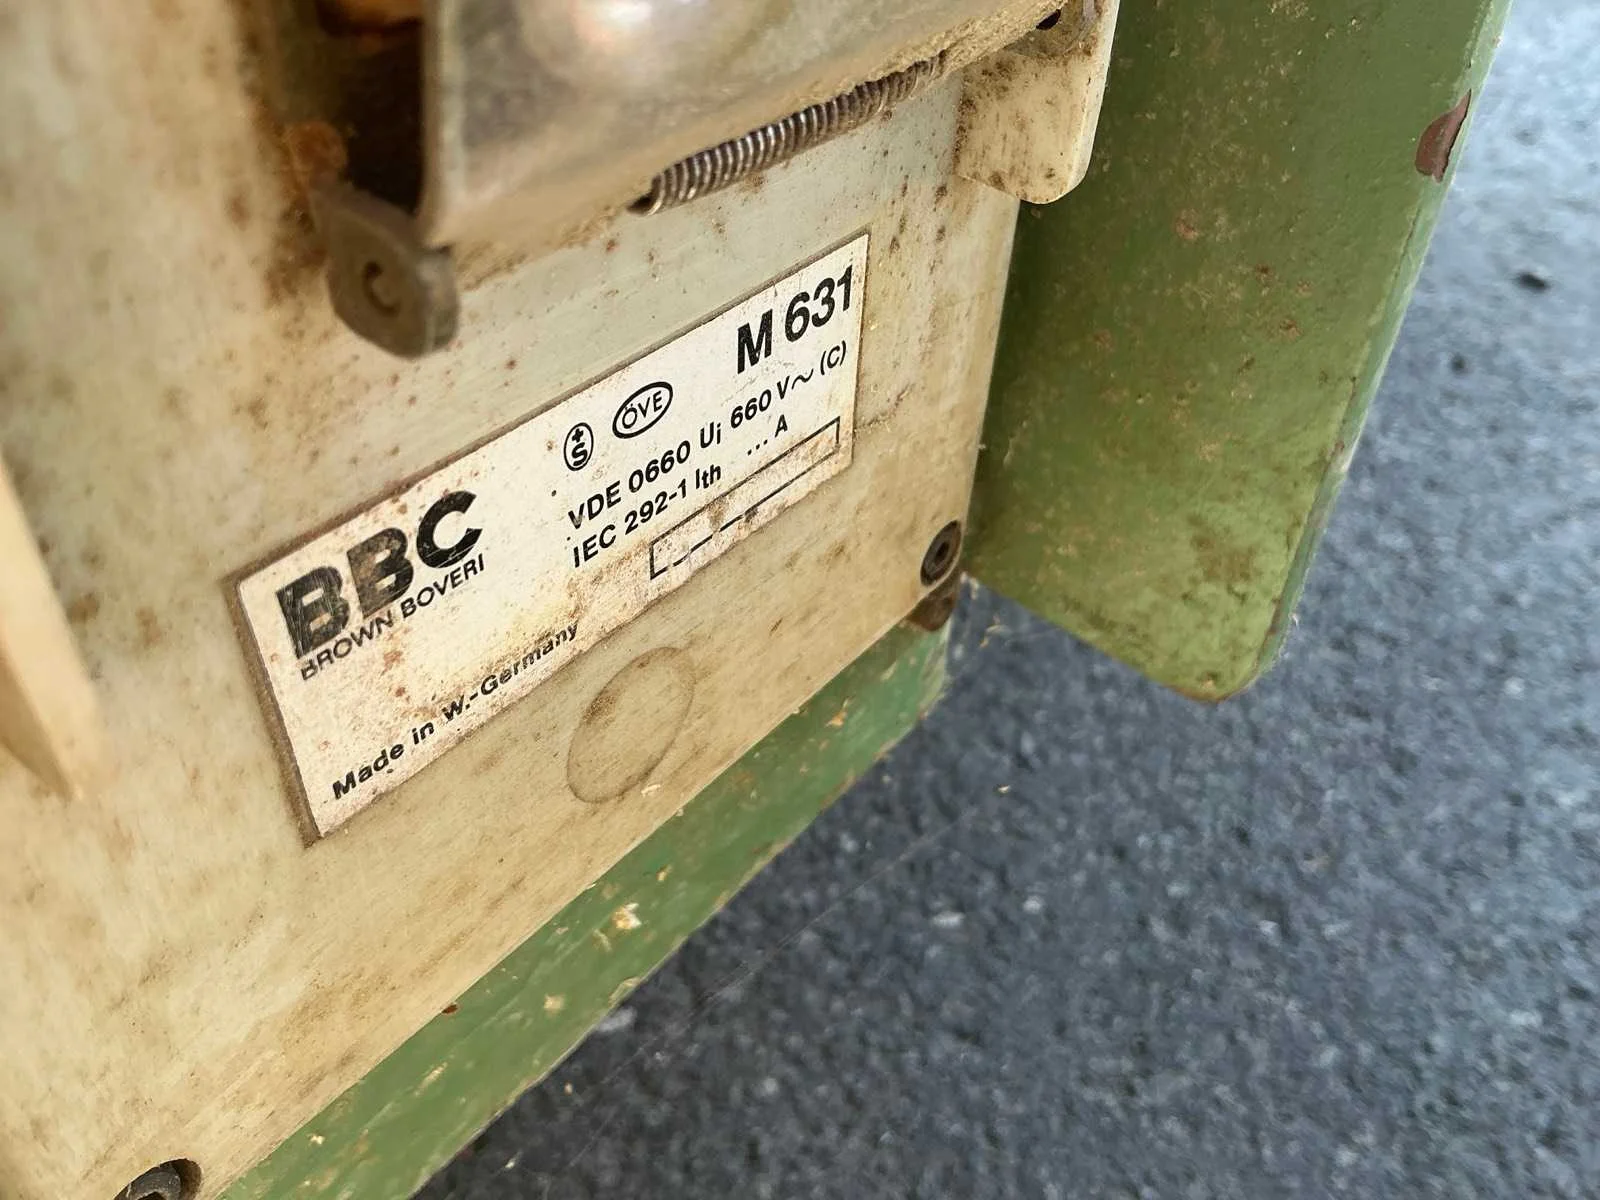 BBC
BROWN BOVERI
Made in W.-Germany
+S
ÖVE
M 631
VDE 0660 Ui 660 V~ (C)
IEC 292-1 Ith ... A